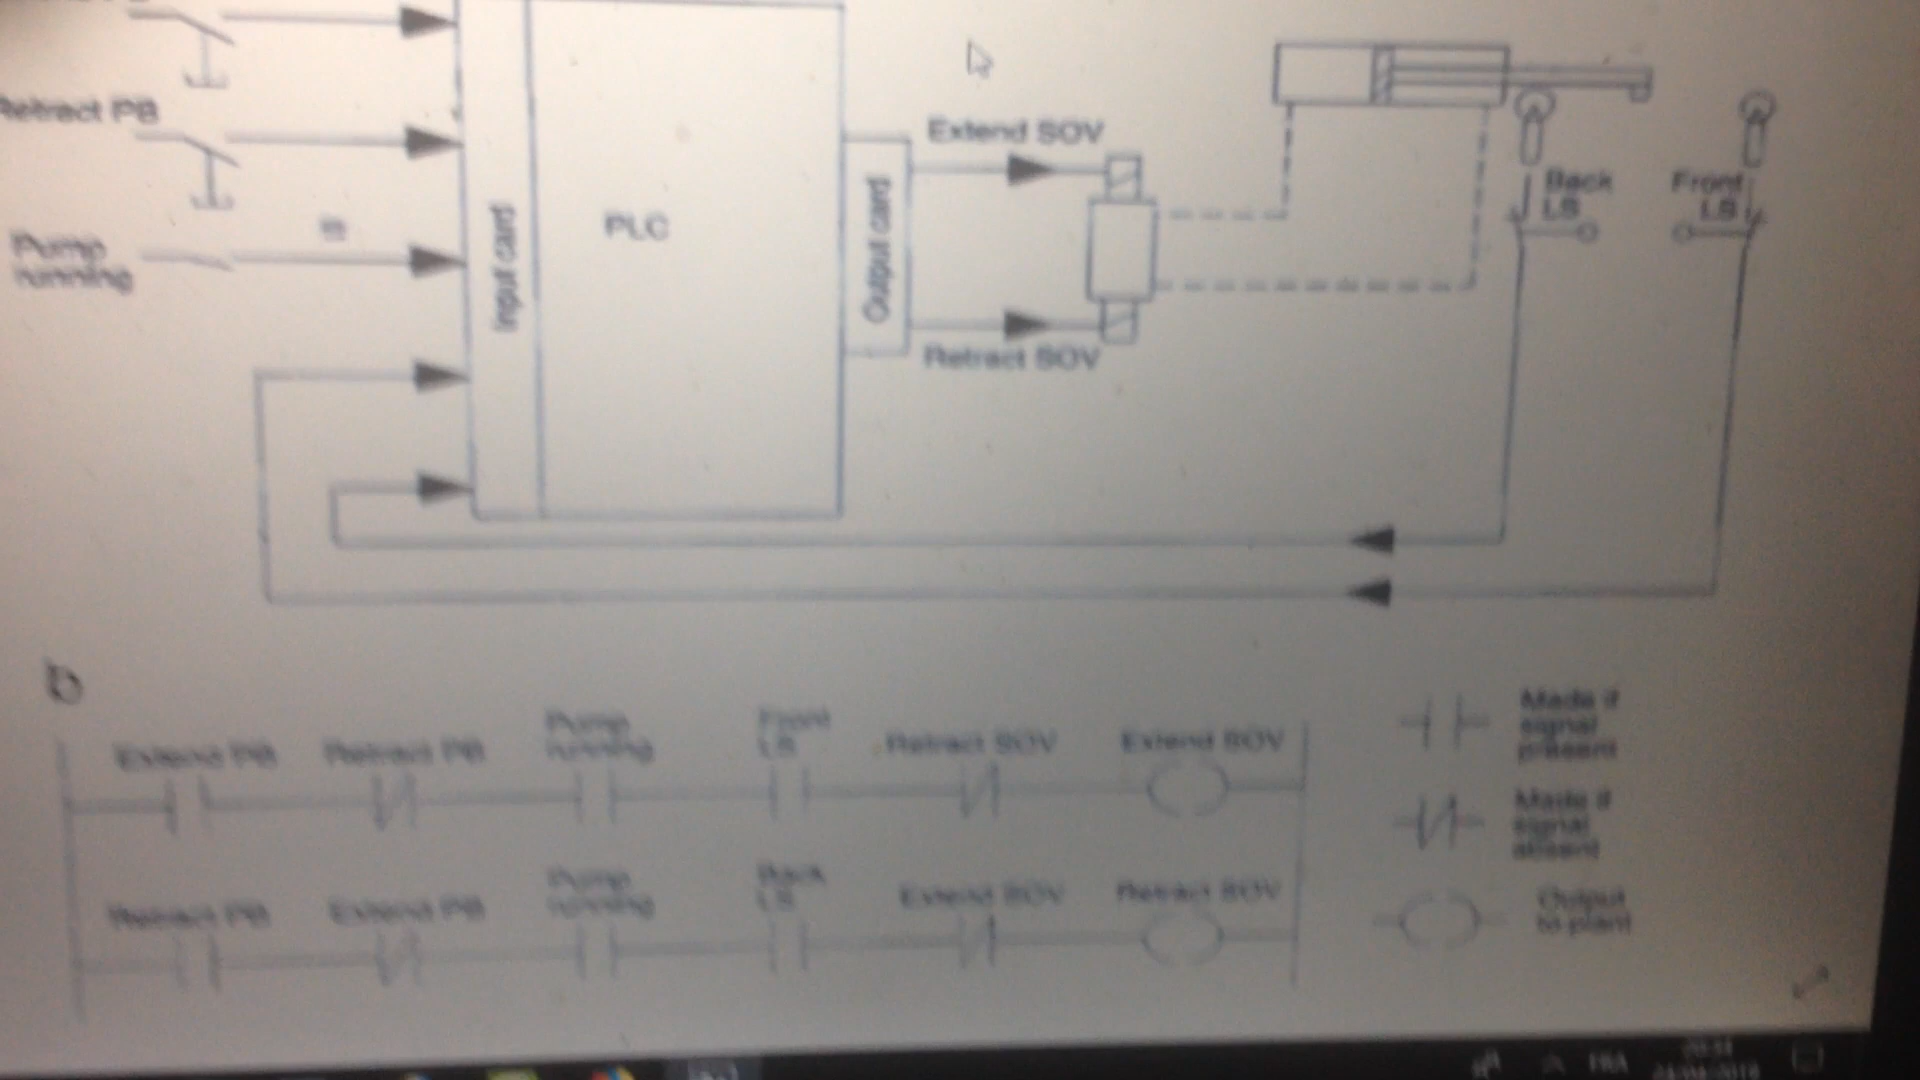 Retract PB
Pump
running
Input card
PLC
Output card
Extend SOV
Retract SOV
Back
LS
Front
LS
b
Extend PB
Retract PB
Pump
running
Front
LS
Retract SOV
Extend SOV
Retract PB
Extend PB
Pump
running
Back
LS
Extend SOV
Retract SOV
Made if
signal
present
Made if
signal
absent
Output
to plant
FRA